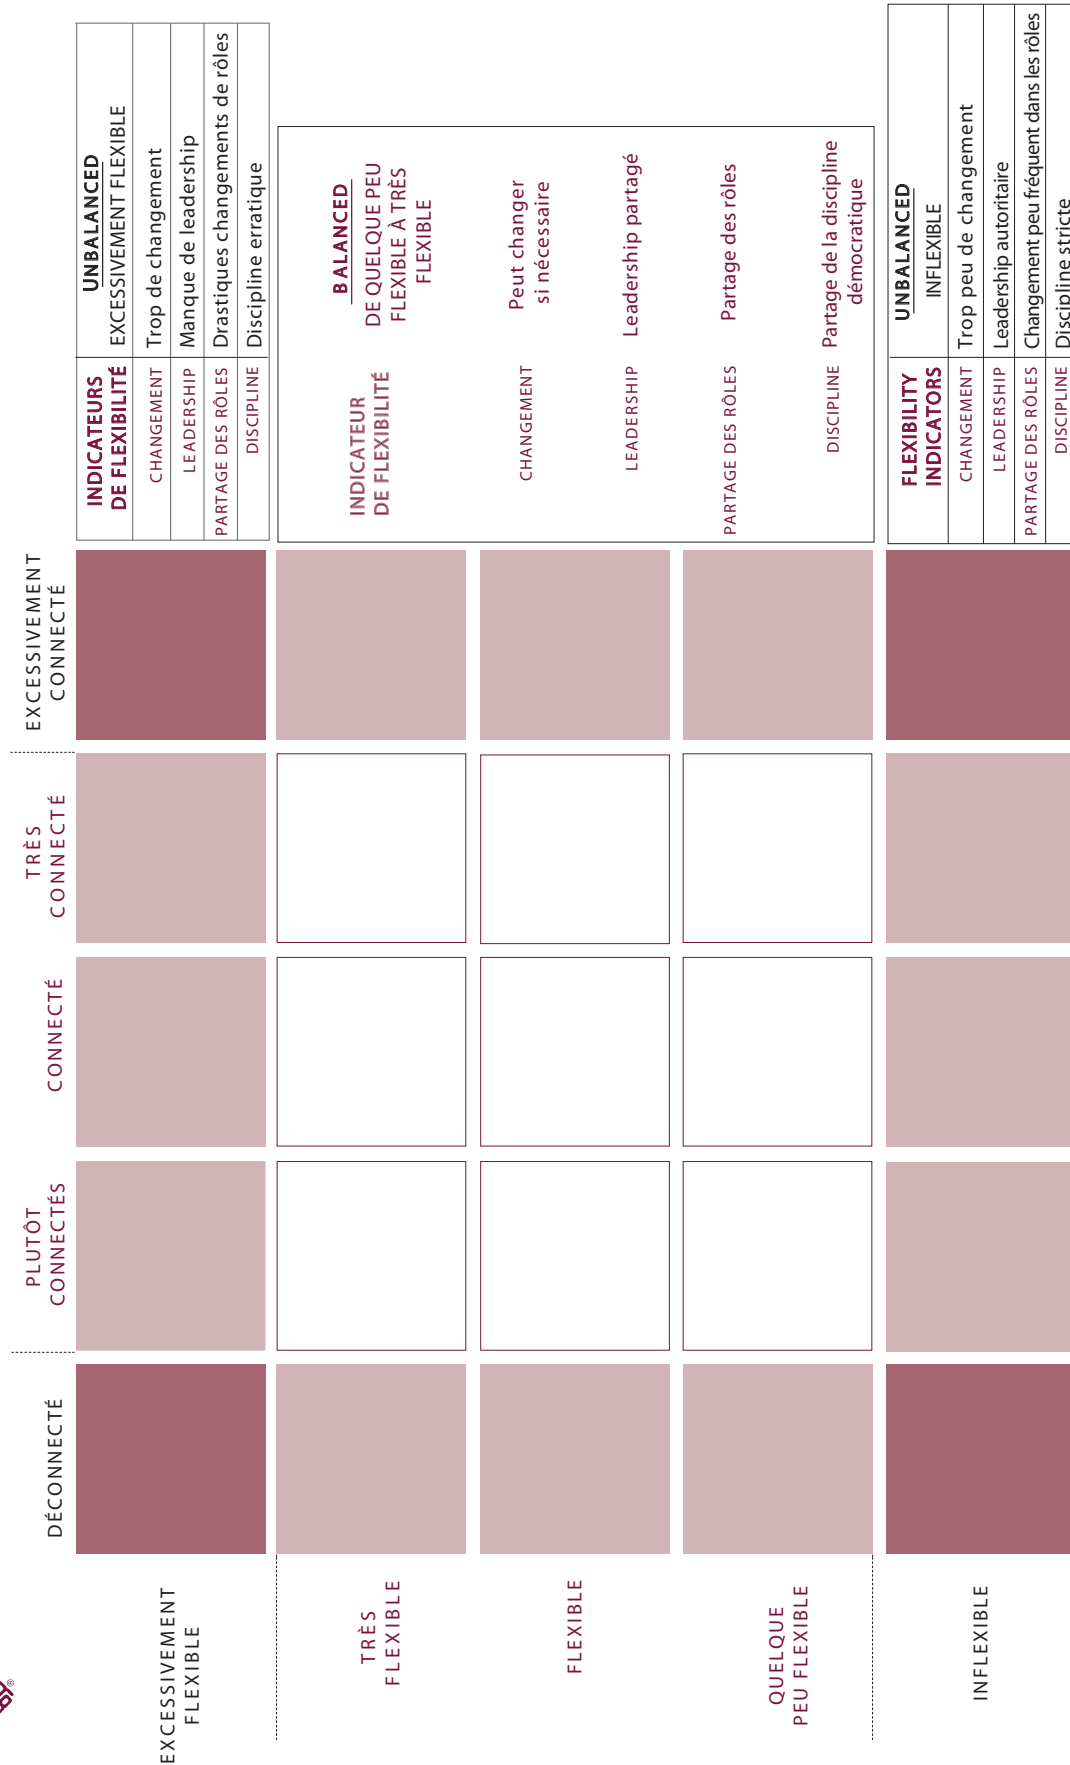 DÉCONNECTÉ
PLUTÔT
CONNECTÉS
CONNECTÉ
TRÈS
CONNECTÉ
EXCESSIVEMENT
CONNECTÉ
EXCESSIVEMENT
FLEXIBLE
TRÈS
FLEXIBLE
FLEXIBLE
QUELQUE
PEU FLEXIBLE
INFLEXIBLE
INDICATEURS
DE FLEXIBILITÉ
UNBALANCED
EXCESSIVEMENT FLEXIBLE
CHANGEMENT Trop de changement
LEADERSHIP Manque de leadership
PARTAGE DES RÔLES Drastiques changements de rôles
DISCIPLINE Discipline erratique
INDICATEUR
DE FLEXIBILITÉ
BALANCED
DE QUELQUE PEU
FLEXIBLE À TRÈS
FLEXIBLE
CHANGEMENT
Peut changer
si nécessaire
LEADERSHIP Leadership partagé
PARTAGE DES RÔLES Partage des rôles
DISCIPLINE
Partage de la discipline
démocratique
FLEXIBILITY
INDICATORS
UNBALANCED
INFLEXIBLE
CHANGEMENT Trop peu de changement
LEADERSHIP Leadership autoritaire
PARTAGE DES RÔLES Changement peu fréquent dans les rôles
DISCIPLINE Discipline stricte